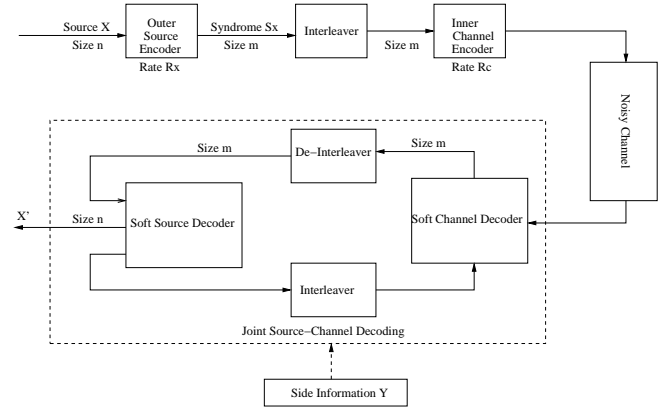 Source X
Size n
Outer
Source
Encoder
Rate Rx
Syndrome Sx
Size m
Interleaver
Size m
Inner
Channel
Encoder
Rate Rc
Noisy Channel
Size m
De-Interleaver
Size m
X'
Size n
Soft Source Decoder
Soft Channel Decoder
Interleaver
Joint Source-Channel Decoding
Side Information Y